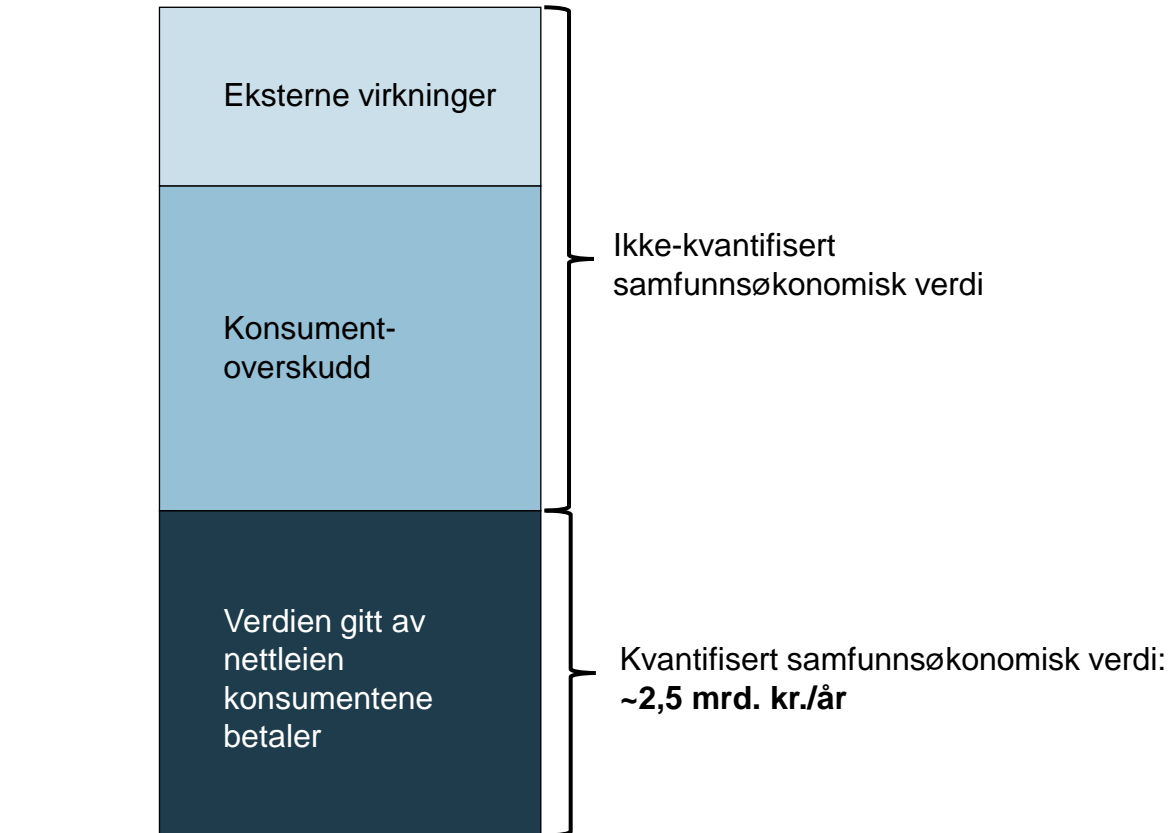 Eksterne virkninger
Ikke-kvantifisert
samfunnsøkonomisk verdi
Konsument-
overskudd
Verdien gitt av
nettleien
konsumentene
betaler
Kvantifisert samfunnsøkonomisk verdi:
~2,5 mrd. kr./år